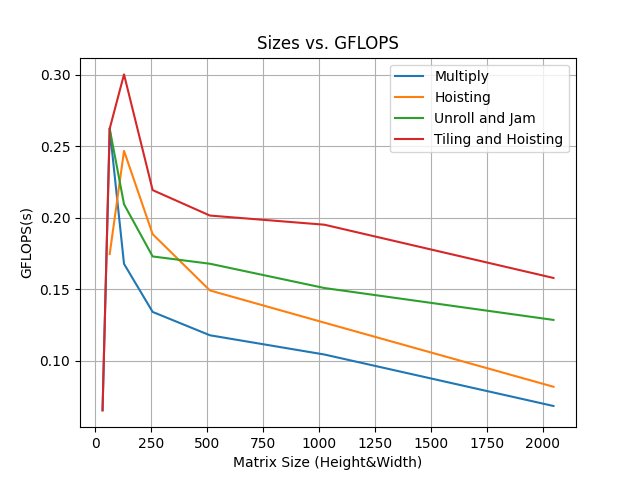 Sizes vs. GFLOPS
Multiply
Hoisting
Unroll and Jam
Tiling and Hoisting
GFLOPS(s)
0.30
0.25
0.20
0.15
0.10
0
250
500
750
1000
1250
1500
1750
2000
Matrix Size (Height&Width)